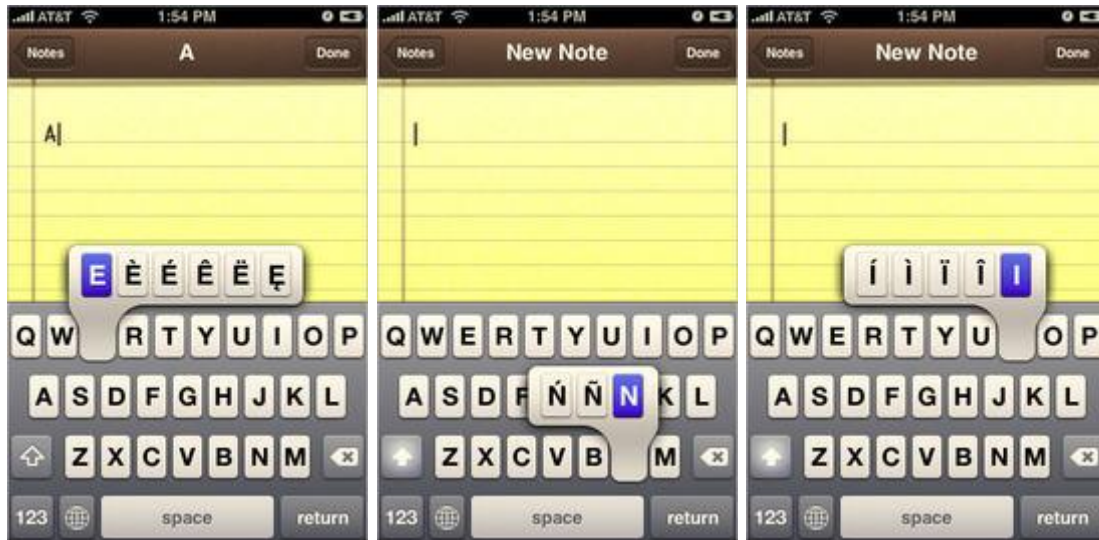 AT&T 1:54 PM
Notes A Done
A
E È É Ê Ë Ę
Q W R T Y U I O P
A S D F G H J K L
Z X C V B N M
123 space return
AT&T 1:54 PM
Notes New Note Done
Q W E R T Y U I O P
Ń Ñ N
A S D F K L
Z X C V B M
123 space return
AT&T 1:54 PM
Notes New Note Done
Í Ì Ï Î I
Q W E R T Y U O P
A S D F G H J K L
Z X C V B N M
123 space return